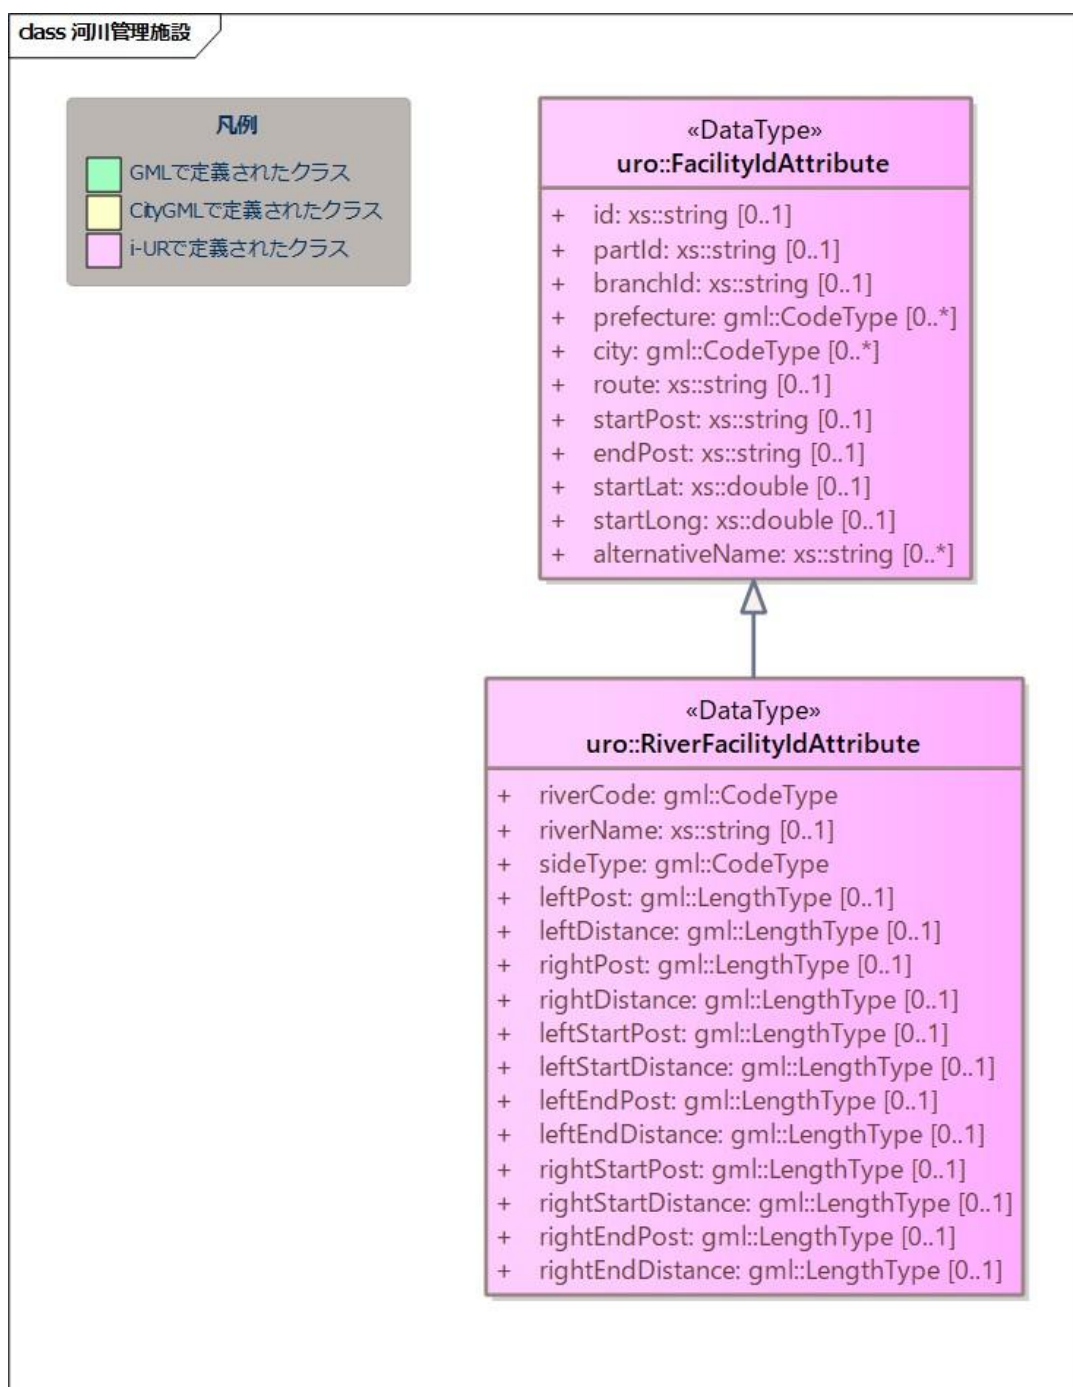 class 河川管理施設
凡例
GMLで定義されたクラス
CityGMLで定義されたクラス
i-URで定義されたクラス
«DataType»
uro::FacilityIdAttribute
+ id: xs::string [0..1]
+ partId: xs::string [0..1]
+ branchId: xs::string [0..1]
+ prefecture: gml::CodeType [0..*]
+ city: gml::CodeType [0..*]
+ route: xs::string [0..1]
+ startPost: xs::string [0..1]
+ endPost: xs::string [0..1]
+ startLat: xs::double [0..1]
+ startLong: xs::double [0..1]
+ alternativeName: xs::string [0..*]
«DataType»
uro::RiverFacilityIdAttribute
+ riverCode: gml::CodeType
+ riverName: xs::string [0..1]
+ sideType: gml::CodeType
+ leftPost: gml::LengthType [0..1]
+ leftDistance: gml::LengthType [0..1]
+ rightPost: gml::LengthType [0..1]
+ rightDistance: gml::LengthType [0..1]
+ leftStartPost: gml::LengthType [0..1]
+ leftStartDistance: gml::LengthType [0..1]
+ leftEndPost: gml::LengthType [0..1]
+ leftEndDistance: gml::LengthType [0..1]
+ rightStartPost: gml::LengthType [0..1]
+ rightStartDistance: gml::LengthType [0..1]
+ rightEndPost: gml::LengthType [0..1]
+ rightEndDistance: gml::LengthType [0..1]